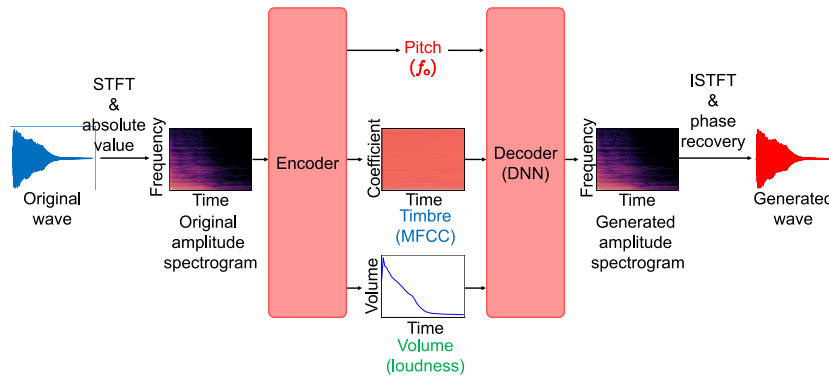 STFT
&
absolute
value
Original
wave
Frequency
Time
Original
amplitude
spectrogram
Encoder
Pitch
(fₒ)
Coefficient
Time
Timbre
(MFCC)
Volume
Time
Volume
(loudness)
Decoder
(DNN)
Frequency
Time
Generated
amplitude
spectrogram
ISTFT
&
phase
recovery
Generated
wave